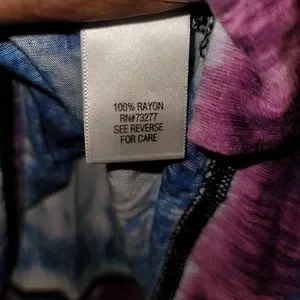 100% RAYON
RN#73277
SEE REVERSE
FOR CARE